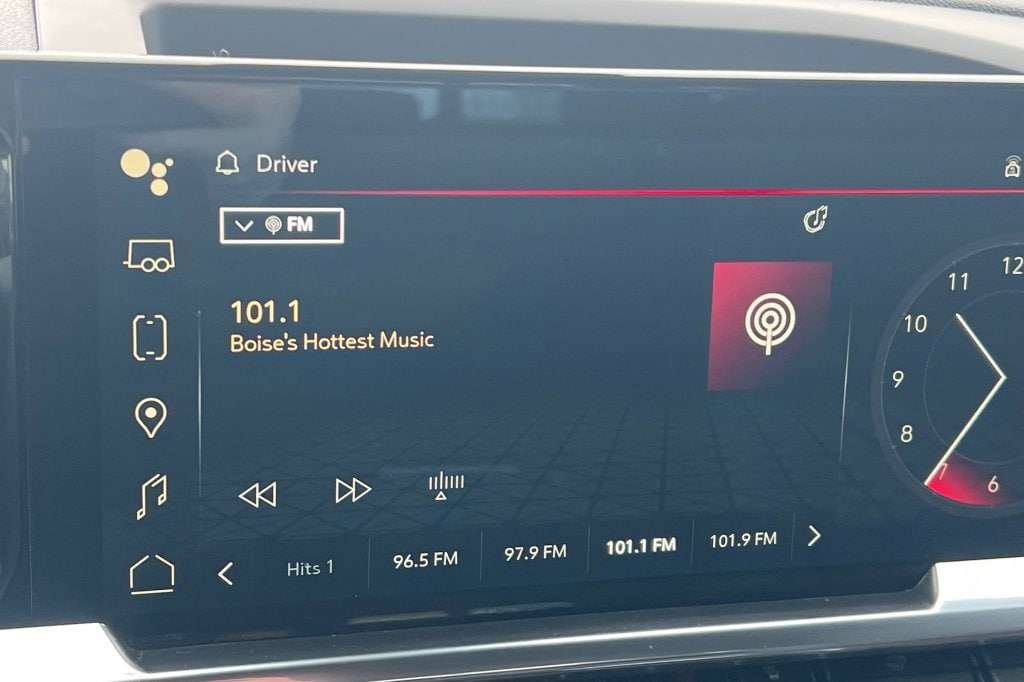 Driver
FM
101.1
Boise's Hottest Music
Hits 1
96.5 FM
97.9 FM
101.1 FM
101.9 FM
12
11
10
9
8
7
6